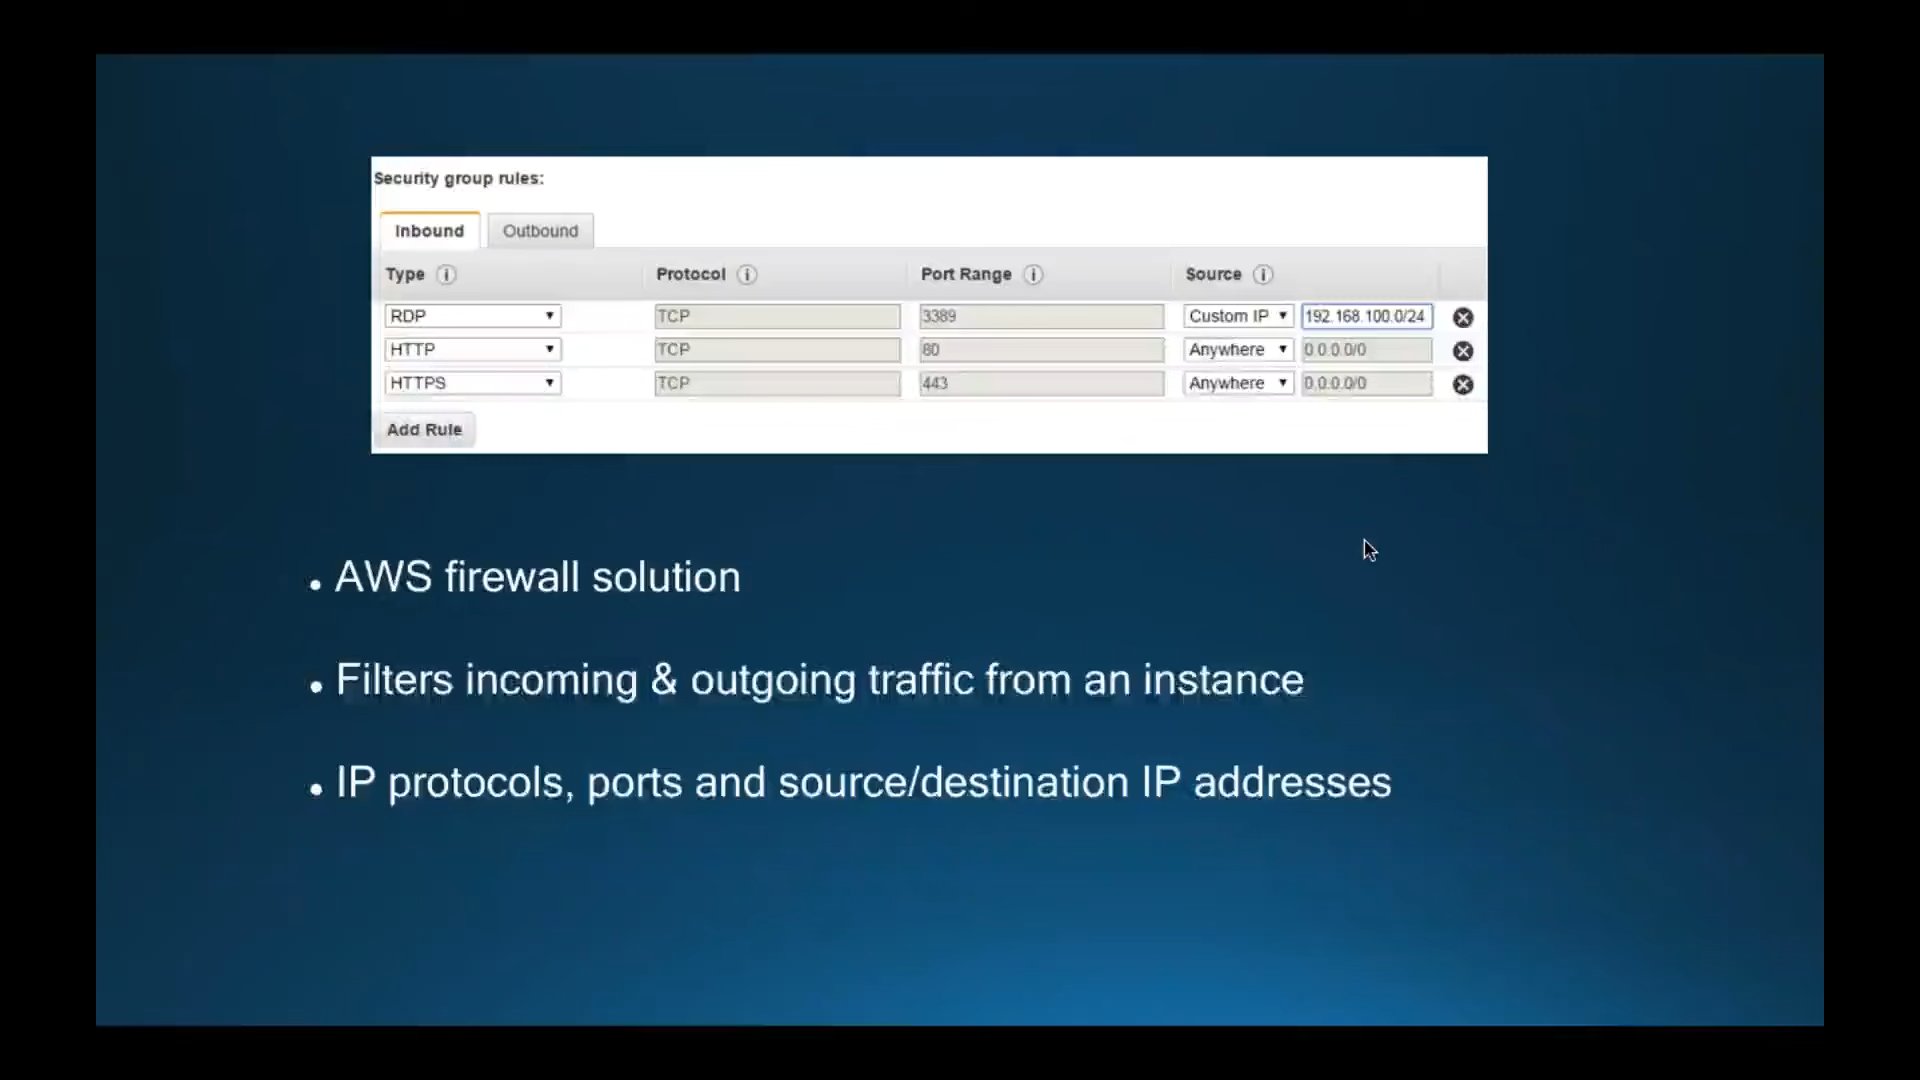 Security group rules:
Inbound Outbound
Type Protocol Port Range Source
RDP TCP 3389 Custom IP 192.168.100.0/24
HTTP TCP 80 Anywhere 0.0.0.0/0
HTTPS TCP 443 Anywhere 0.0.0.0/0
Add Rule
• AWS firewall solution
• Filters incoming & outgoing traffic from an instance
• IP protocols, ports and source/destination IP addresses